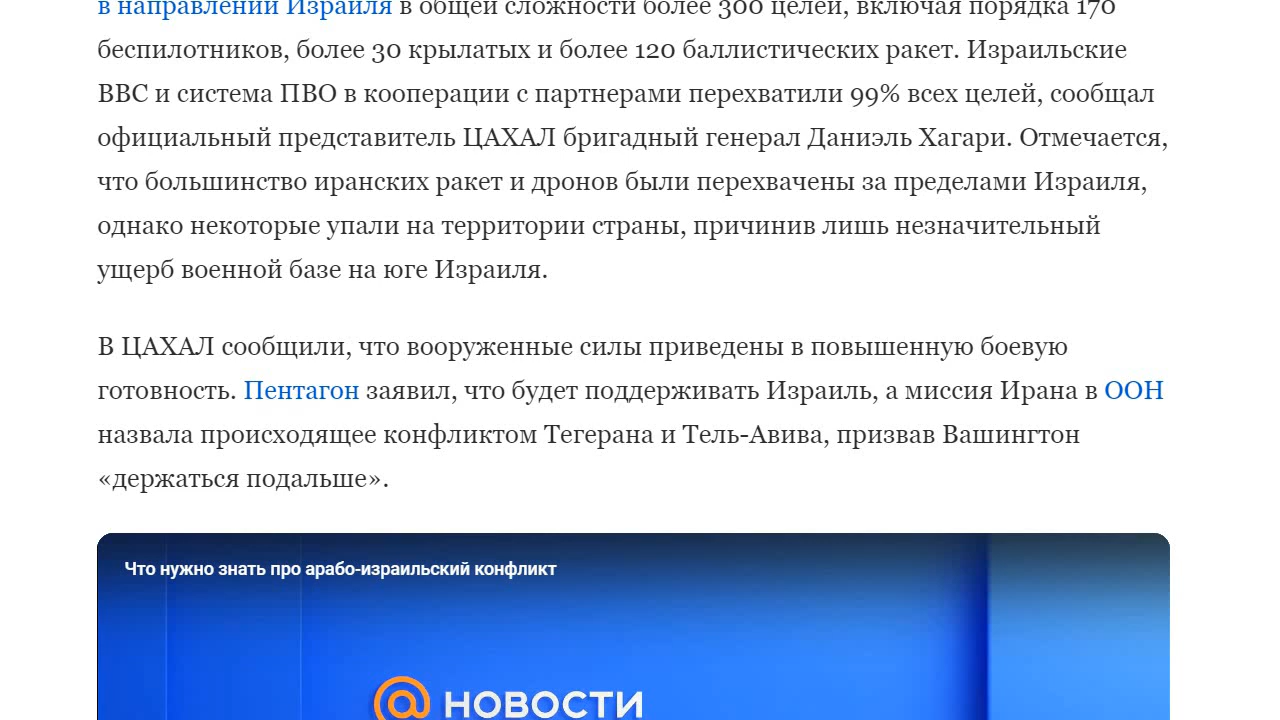 в направлении Израиля в общей сложности более 300 целей, включая порядка 170
беспилотников, более 30 крылатых и более 120 баллистических ракет. Израильские
ВВС и система ПВО в кооперации с партнерами перехватили 99% всех целей, сообщал
официальный представитель ЦАХАЛ бригадный генерал Даниэль Хагари. Отмечается,
что большинство иранских ракет и дронов были перехвачены за пределами Израиля,
однако некоторые упали на территории страны, причинив лишь незначительный
ущерб военной базе на юге Израиля.
В ЦАХАЛ сообщили, что вооруженные силы приведены в повышенную боевую
готовность. Пентагон заявил, что будет поддерживать Израиль, а миссия Ирана в ООН
назвала происходящее конфликтом Тегерана и Тель-Авива, призвав Вашингтон
«держаться подальше».
Что нужно знать про арабо-израильский конфликт
@ НОВОСТИ